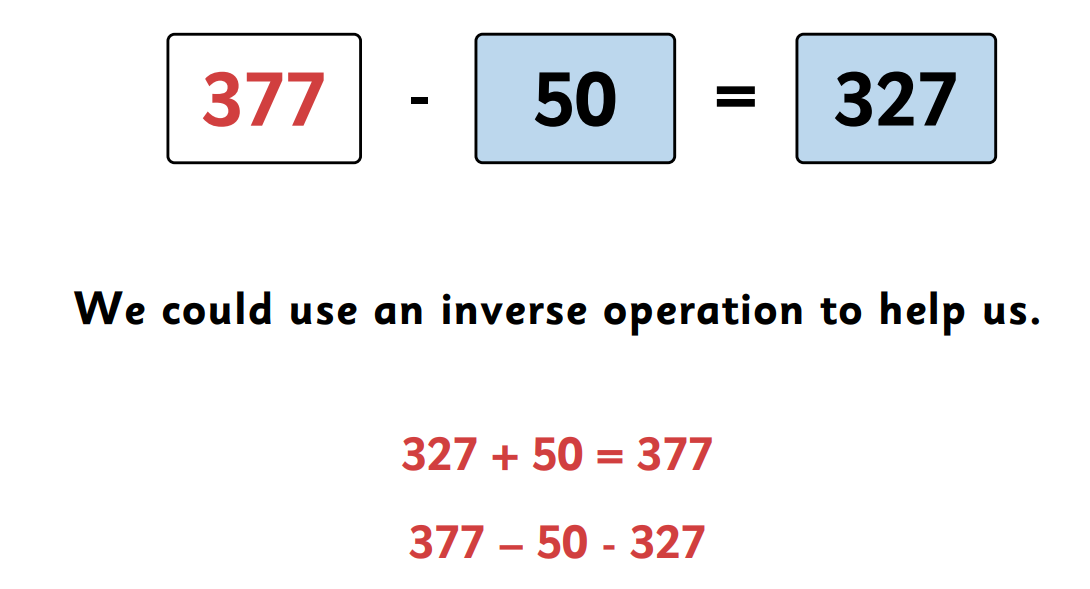 377 - 50 = 327
We could use an inverse operation to help us.
327 + 50 = 377
377 – 50 - 327